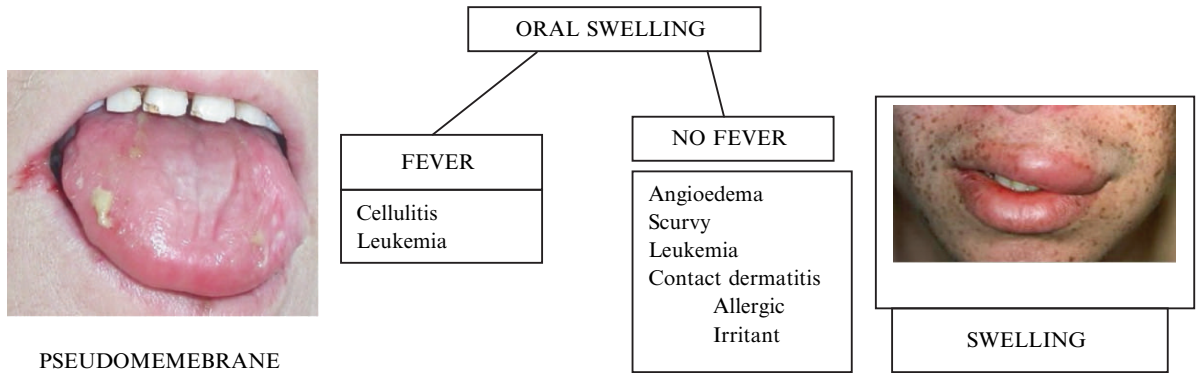 ORAL SWELLING
FEVER
Cellulitis
Leukemia
NO FEVER
Angioedema
Scurvy
Leukemia
Contact dermatitis
Allergic
Irritant
SWELLING
PSEUDOMEMEBRANE